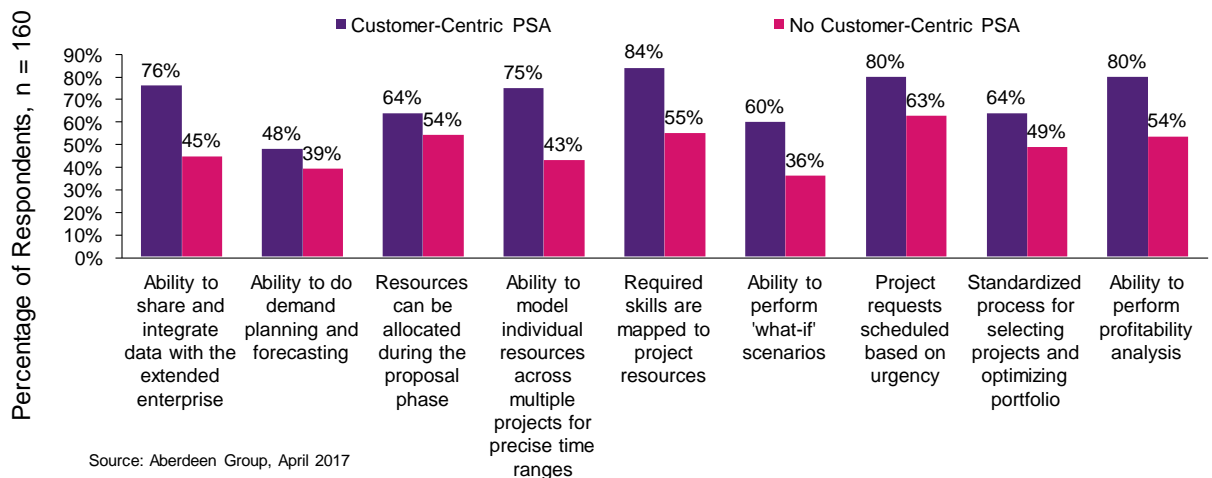 Percentage of Respondents, n = 160
Customer-Centric PSA
No Customer-Centric PSA
90%
80%
70%
60%
50%
40%
30%
20%
10%
0%
76%
45%
48%
39%
64%
54%
75%
43%
84%
55%
60%
36%
80%
63%
64%
49%
80%
54%
Ability to
share and
integrate
data with the
extended
enterprise
Ability to do
demand
planning and
forecasting
Resources
can be
allocated
during the
proposal
phase
Ability to
model
individual
resources
across
multiple
projects for
precise time
ranges
Required
skills are
mapped to
project
resources
Ability to
perform
'what-if'
scenarios
Project
requests
scheduled
based on
urgency
Standardized
process for
selecting
projects and
optimizing
portfolio
Ability to
perform
profitability
analysis
Source: Aberdeen Group, April 2017